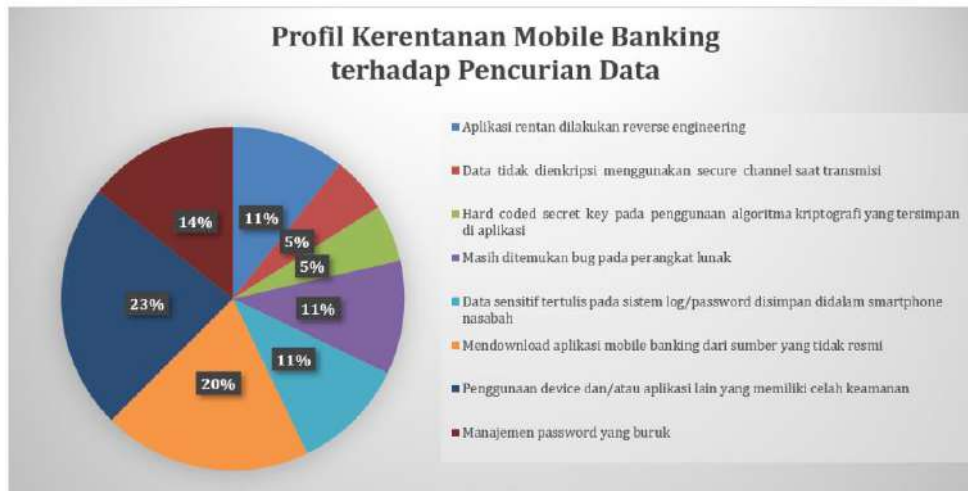 Profil Kerentanan Mobile Banking
terhadap Pencurian Data
11%
5%
5%
11%
11%
20%
23%
14%
Aplikasi rentan dilakukan reverse engineering
Data tidak dienkripsi menggunakan secure channel saat transmisi
Hard coded secret key pada penggunaan algoritma kriptografi yang tersimpan
di aplikasi
Masih ditemukan bug pada perangkat lunak
Data sensitif tertulis pada sistem log/password disimpan didalam smartphone
nasabah
Mendownload aplikasi mobile banking dari sumber yang tidak resmi
Penggunaan device dan/atau aplikasi lain yang memiliki celah keamanan
Manajemen password yang buruk